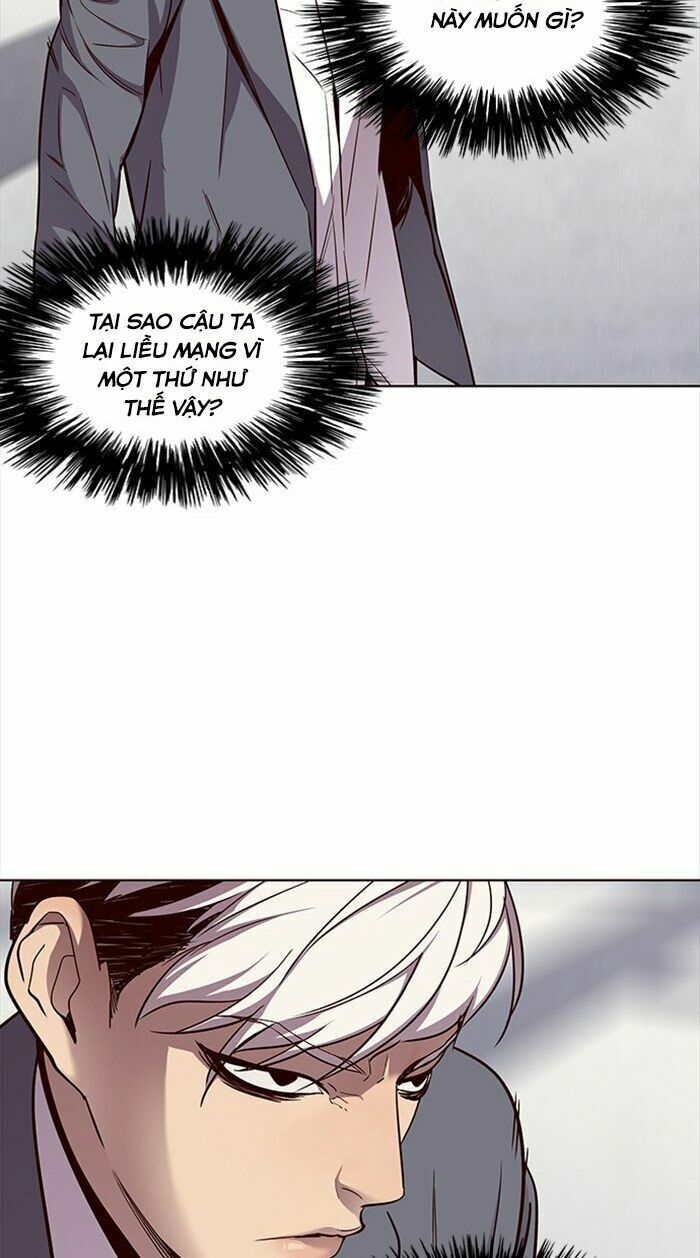 NÀY MUỐN GÌ?
TẠI SAO CẬU TA
LẠI LIỀU MẠNG VÌ
MỘT THỨ NHƯ
THẾ VẬY?